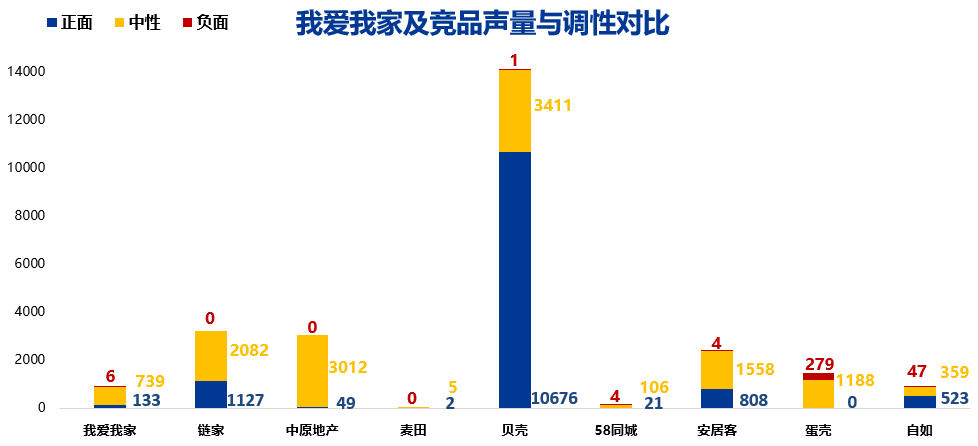 我爱我家及竞品声量与调性对比
正面 中性 负面
14000
12000
10000
8000
6000
4000
2000
0
6 739 133
0 2082 1127
0 3012 49
0 5 2
1 3411 10676
4 106 21
4 1558 808
279 1188 0
47 359 523
我爱我家 链家 中原地产 麦田 贝壳 58同城 安居客 蛋壳 自如